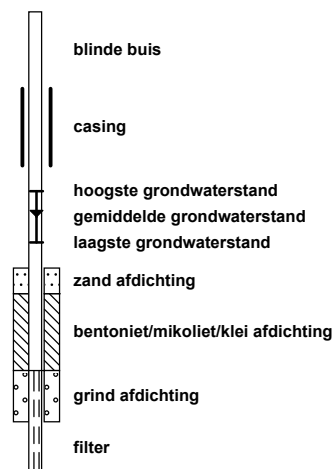 blinde buis
casing
hoogste grondwaterstand
gemiddelde grondwaterstand
laagste grondwaterstand
zand afdichting
bentoniet/mikoliet/klei afdichting
grind afdichting
filter